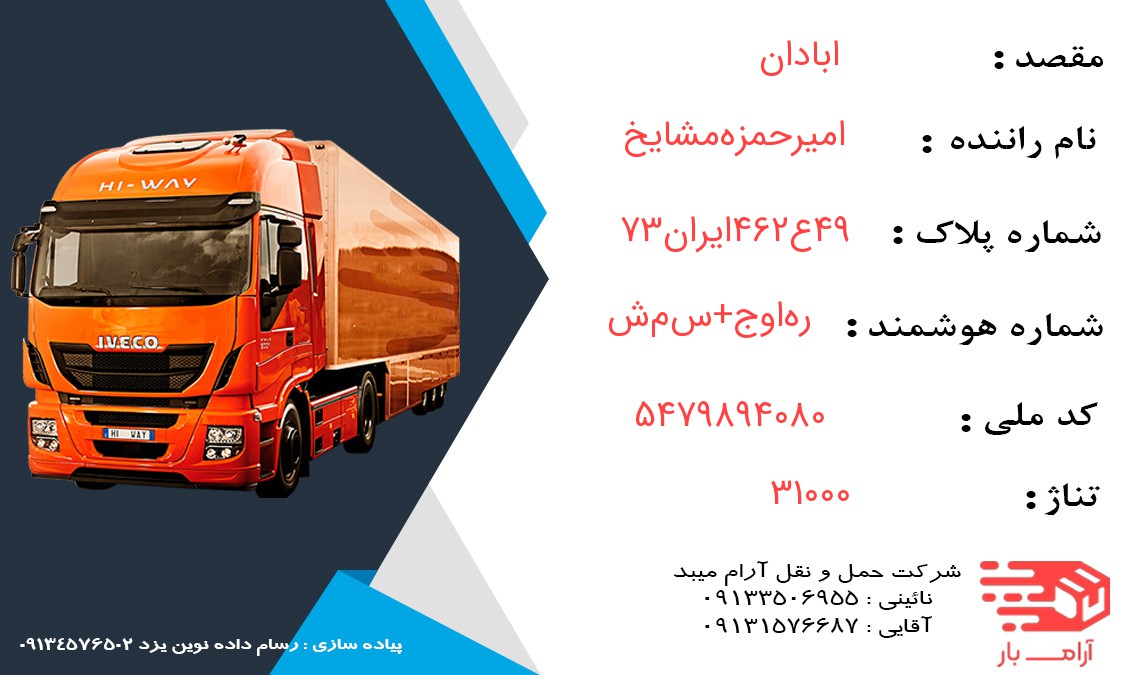 مقصد : ابادان
نام راننده : امیرحمزه‌مشایخ
شماره پلاک : ۴۹ع۴۶۲ایران۷۳
شماره هوشمند : ره‌اوج+س‌م‌ش
کد ملی : ۵۴۷۹۸۹۴۰۸۰
تناژ : ۳۱۰۰۰
شرکت حمل و نقل آرام میبد
نائینی : ۰۹۱۳۳۵۰۶۹۵۵
آقایی : ۰۹۱۳۱۵۷۶۶۸۷
آرام بار
HI-WAY
IVECO
HI WAY
پیاده سازی : رسام داده نوین یزد ۰۹۱۳۴۵۷۶۵۰۲